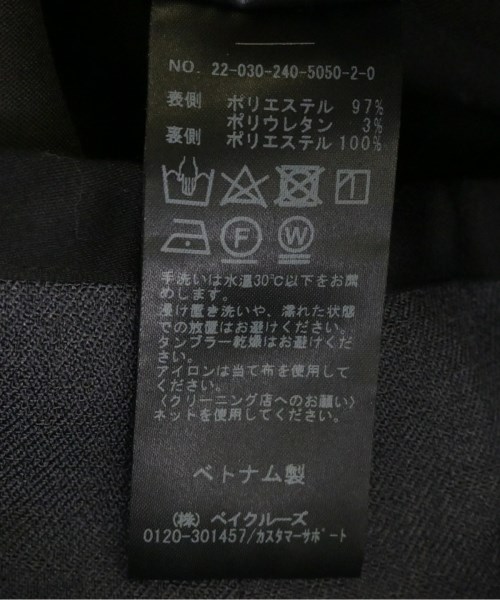 NO. 22-030-240-5050-2-0
表側 ポリエステル 97%
ポリウレタン 3%
裏側 ポリエステル 100%
F W
手洗いは水温30℃以下をお薦
めします。
浸け置き洗いや、濡れた状態
での放置はお避けください。
タンブラー乾燥はお避けくださ
い。
アイロンは当て布を使用して
ください。
〈クリーニング店へのお願い〉
ネットを使用してください。
ベトナム製
(株) ベイクルーズ
0120-301457/カスタマーサポート